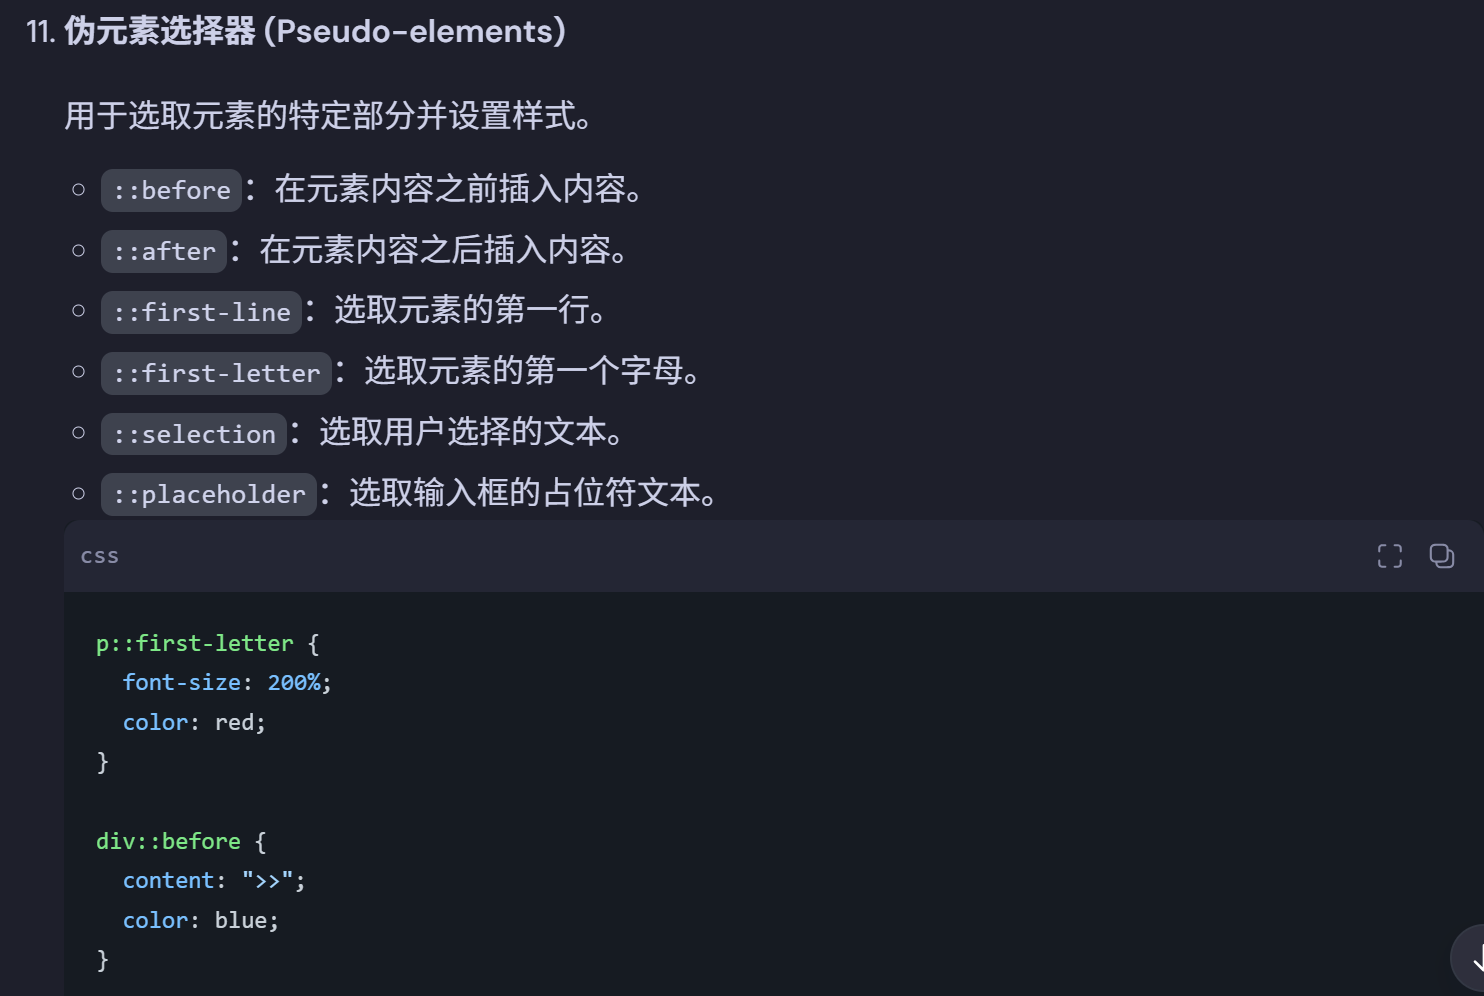 11. 伪元素选择器 (Pseudo-elements)
用于选取元素的特定部分并设置样式。
::before：在元素内容之前插入内容。
::after：在元素内容之后插入内容。
::first-line：选取元素的第一行。
::first-letter：选取元素的第一个字母。
::selection：选取用户选择的文本。
::placeholder：选取输入框的占位符文本。
css
p::first-letter {
  font-size: 200%;
  color: red;
}
div::before {
  content: ">>";
  color: blue;
}